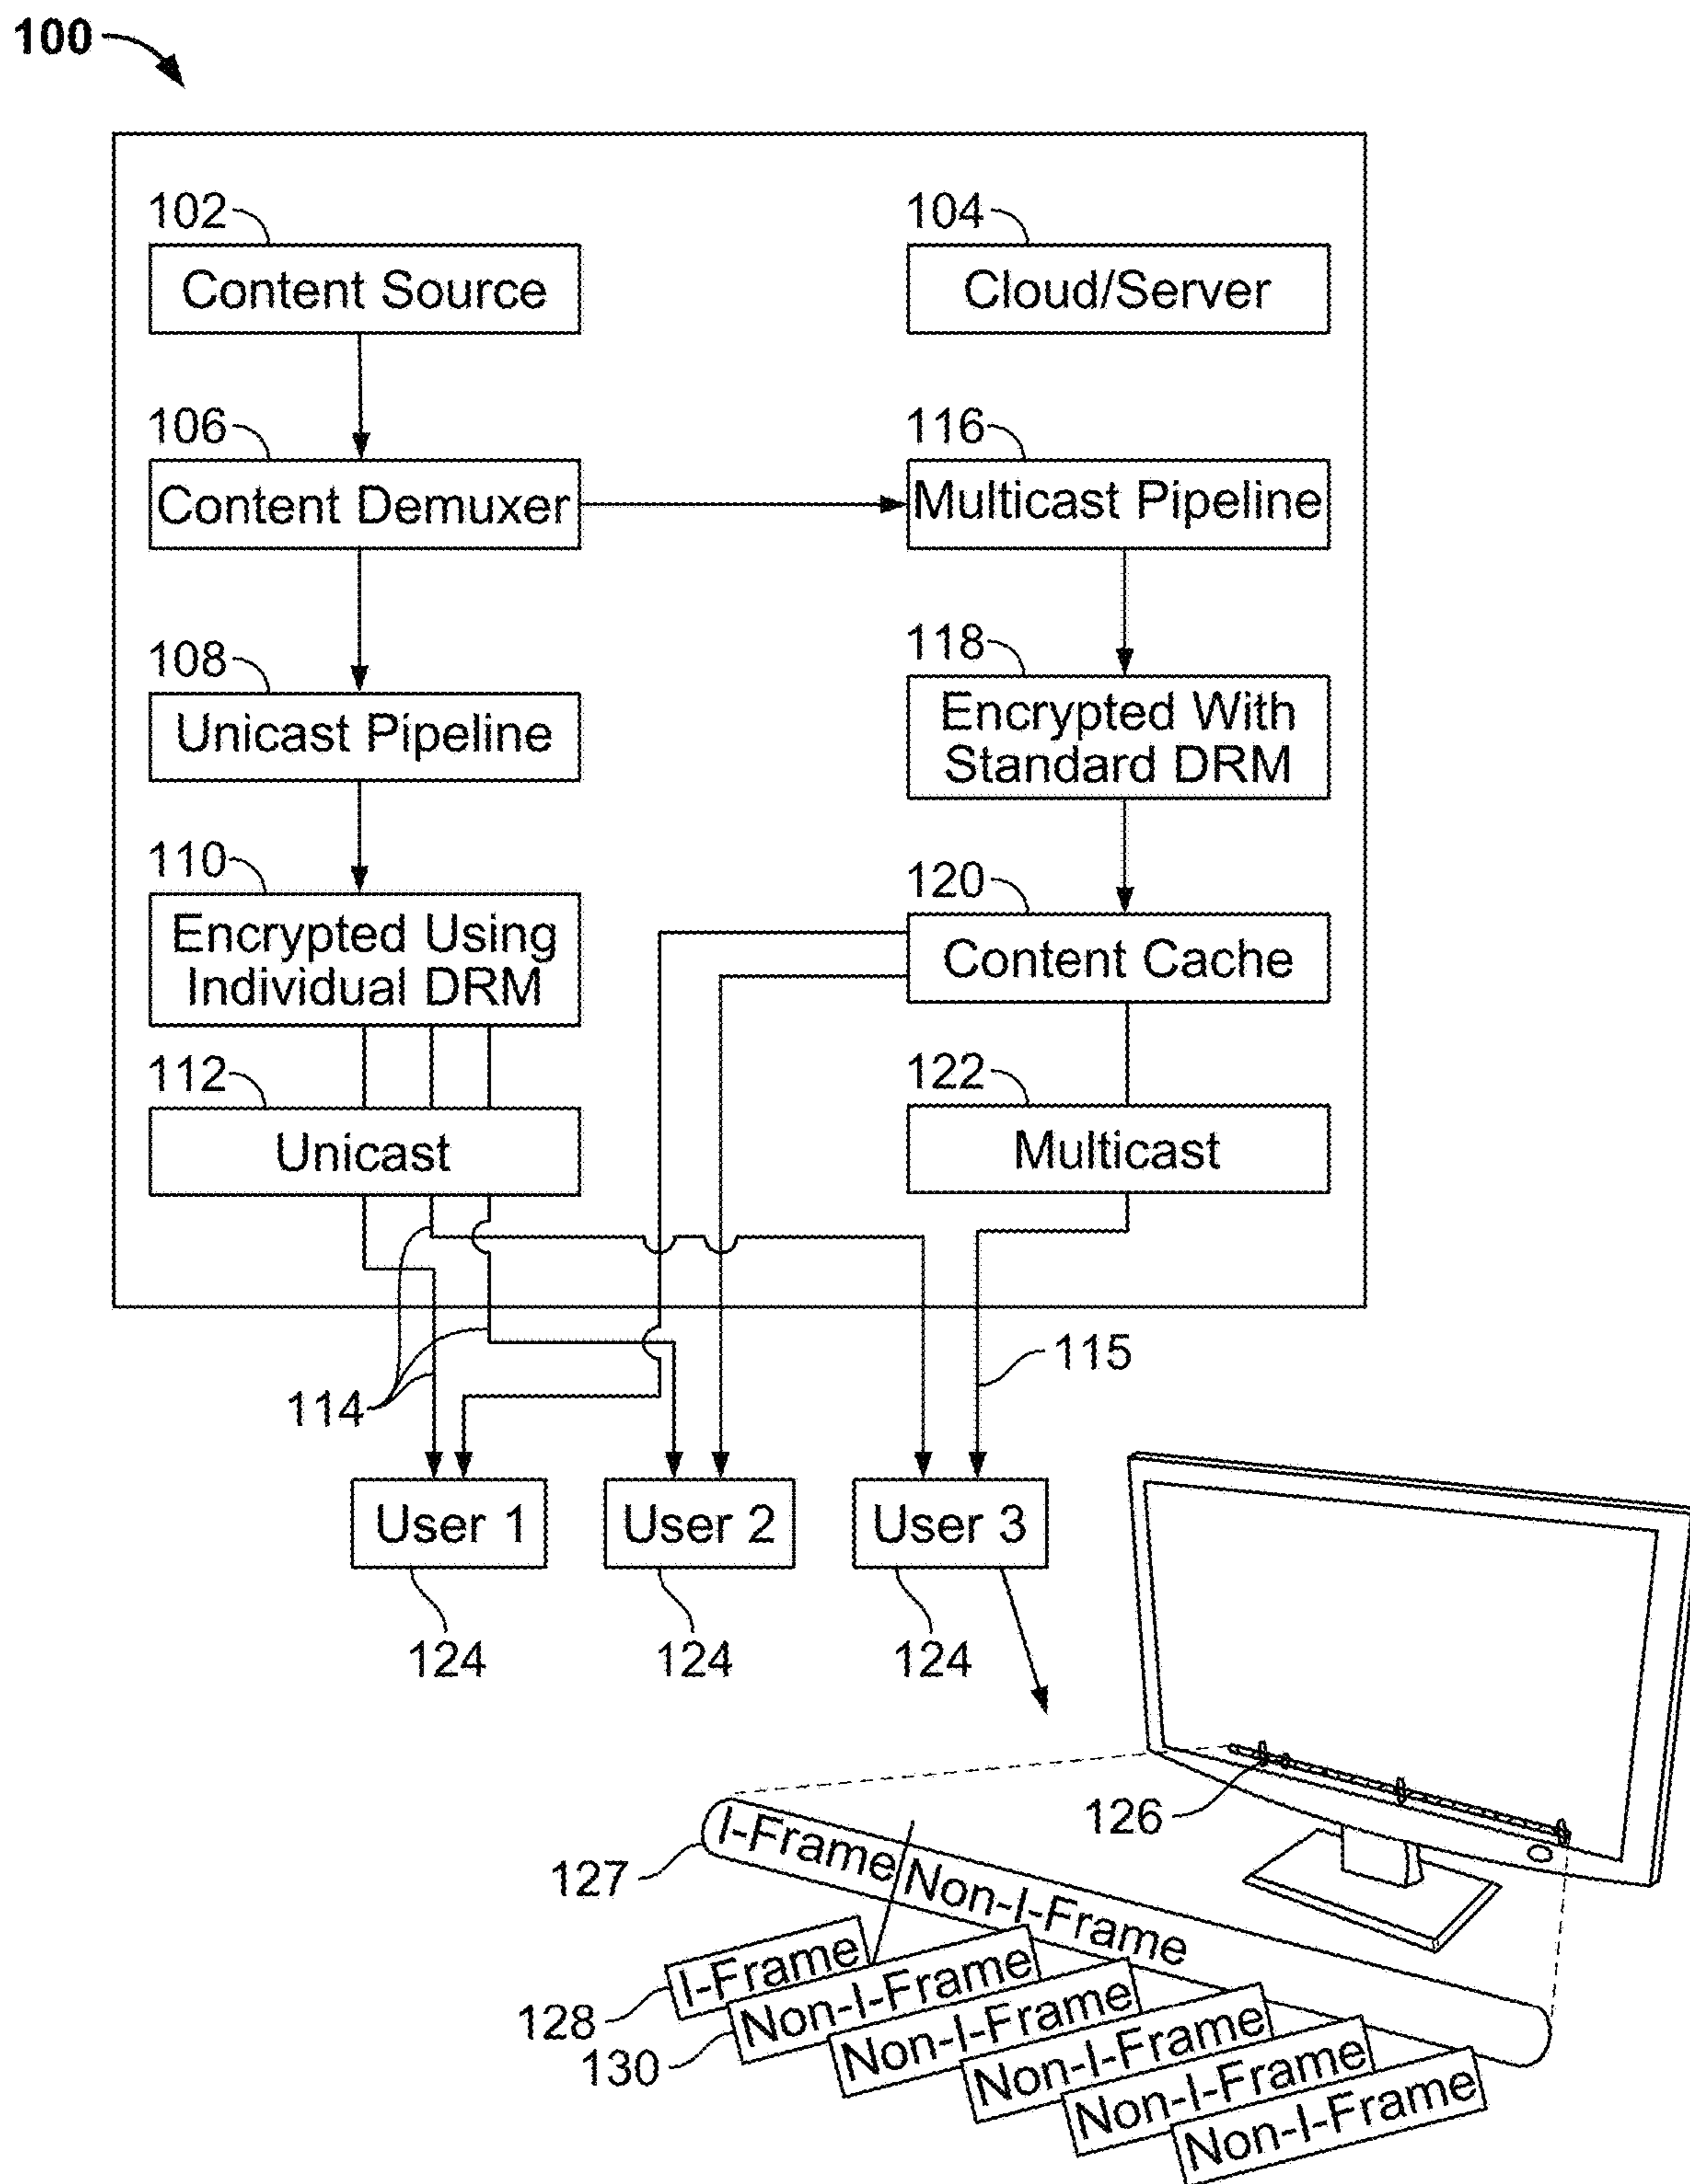 100
102
Content Source
104
Cloud/Server
106
Content Demuxer
116
Multicast Pipeline
108
Unicast Pipeline
118
Encrypted With
Standard DRM
110
Encrypted Using
Individual DRM
120
Content Cache
112
Unicast
122
Multicast
114
115
User 1
User 2
User 3
124
124
124
126
127
I-Frame
Non-I-Frame
128
I-Frame
130
Non-I-Frame
Non-I-Frame
Non-I-Frame
Non-I-Frame
Non-I-Frame